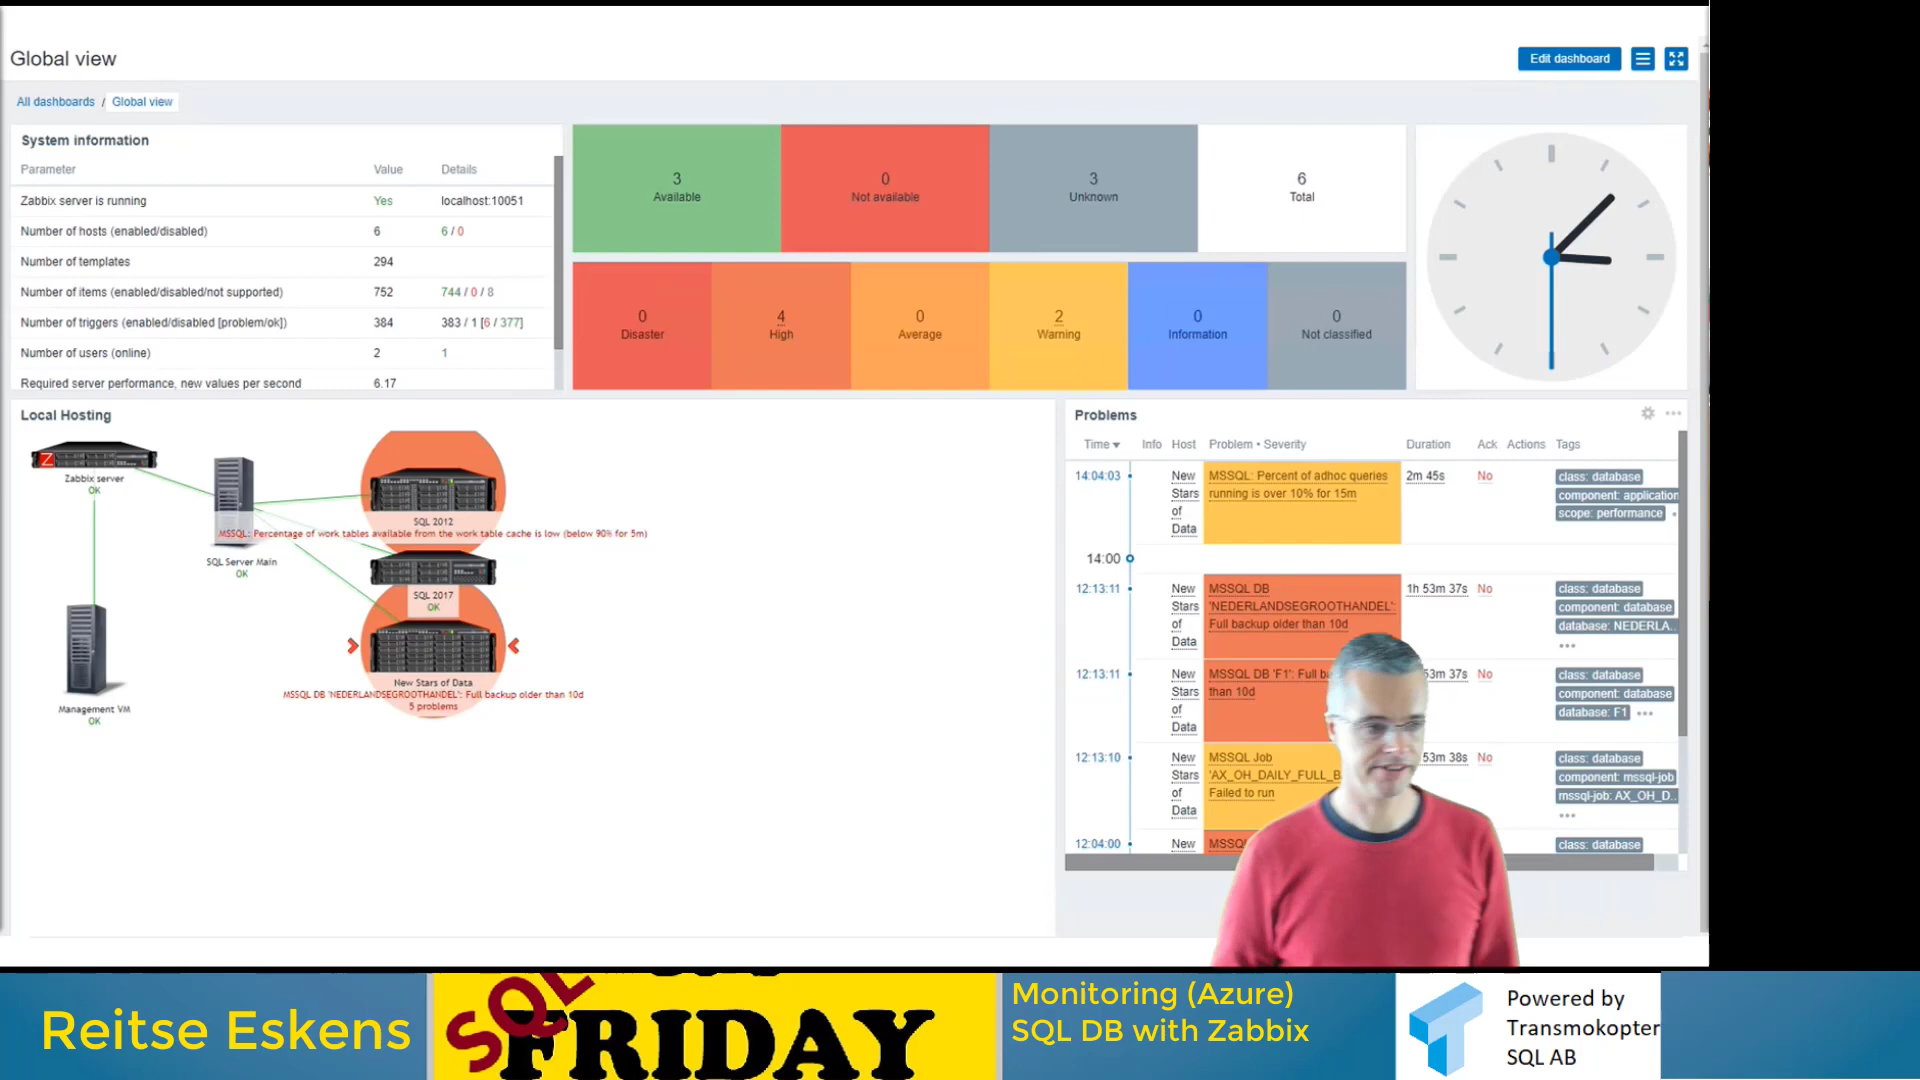 Global view
Edit dashboard
All dashboards / Global view
System information
Parameter Value Details
Zabbix server is running Yes localhost:10051
Number of hosts (enabled/disabled) 6 6 / 0
Number of templates 294
Number of items (enabled/disabled/not supported) 752 744 / 0 / 8
Number of triggers (enabled/disabled [problem/ok]) 384 383 / 1 [6 / 377]
Number of users (online) 2 1
Required server performance, new values per second 6.17
3
Available
0
Not available
3
Unknown
6
Total
0
Disaster
4
High
0
Average
2
Warning
0
Information
0
Not classified
Local Hosting
Z
Zabbix server
OK
SQL Server Main
OK
Management VM
OK
SQL 2012
MSSQL: Percentage of work tables available from the work table cache is low (below 90% for 5m)
SQL 2017
OK
New Stars of Data
MSSQL DB 'NEDERLANDSEGROOTHANDEL': Full backup older than 10d
5 problems
Problems
Time Info Host Problem • Severity Duration Ack Actions Tags
14:04:03 New Stars of Data MSSQL: Percent of adhoc queries running is over 10% for 15m 2m 45s No class: database
component: application
scope: performance
14:00
12:13:11 New Stars of Data MSSQL DB 'NEDERLANDSEGROOTHANDEL': Full backup older than 10d 1h 53m 37s No class: database
component: database
database: NEDERLA...
12:13:11 New Stars of Data MSSQL DB 'F1': Full than 10d 53m 37s No class: database
component: database
database: F1
12:13:10 New Stars of Data MSSQL Job 'AX_OH_DAILY_FULL_B Failed to run 53m 38s No class: database
component: mssql-job
mssql-job: AX_OH_D...
12:04:00 New class: database
Reitse Eskens
SQL
FRIDAY
Monitoring (Azure)
SQL DB with Zabbix
Powered by
Transmokopter
SQL AB